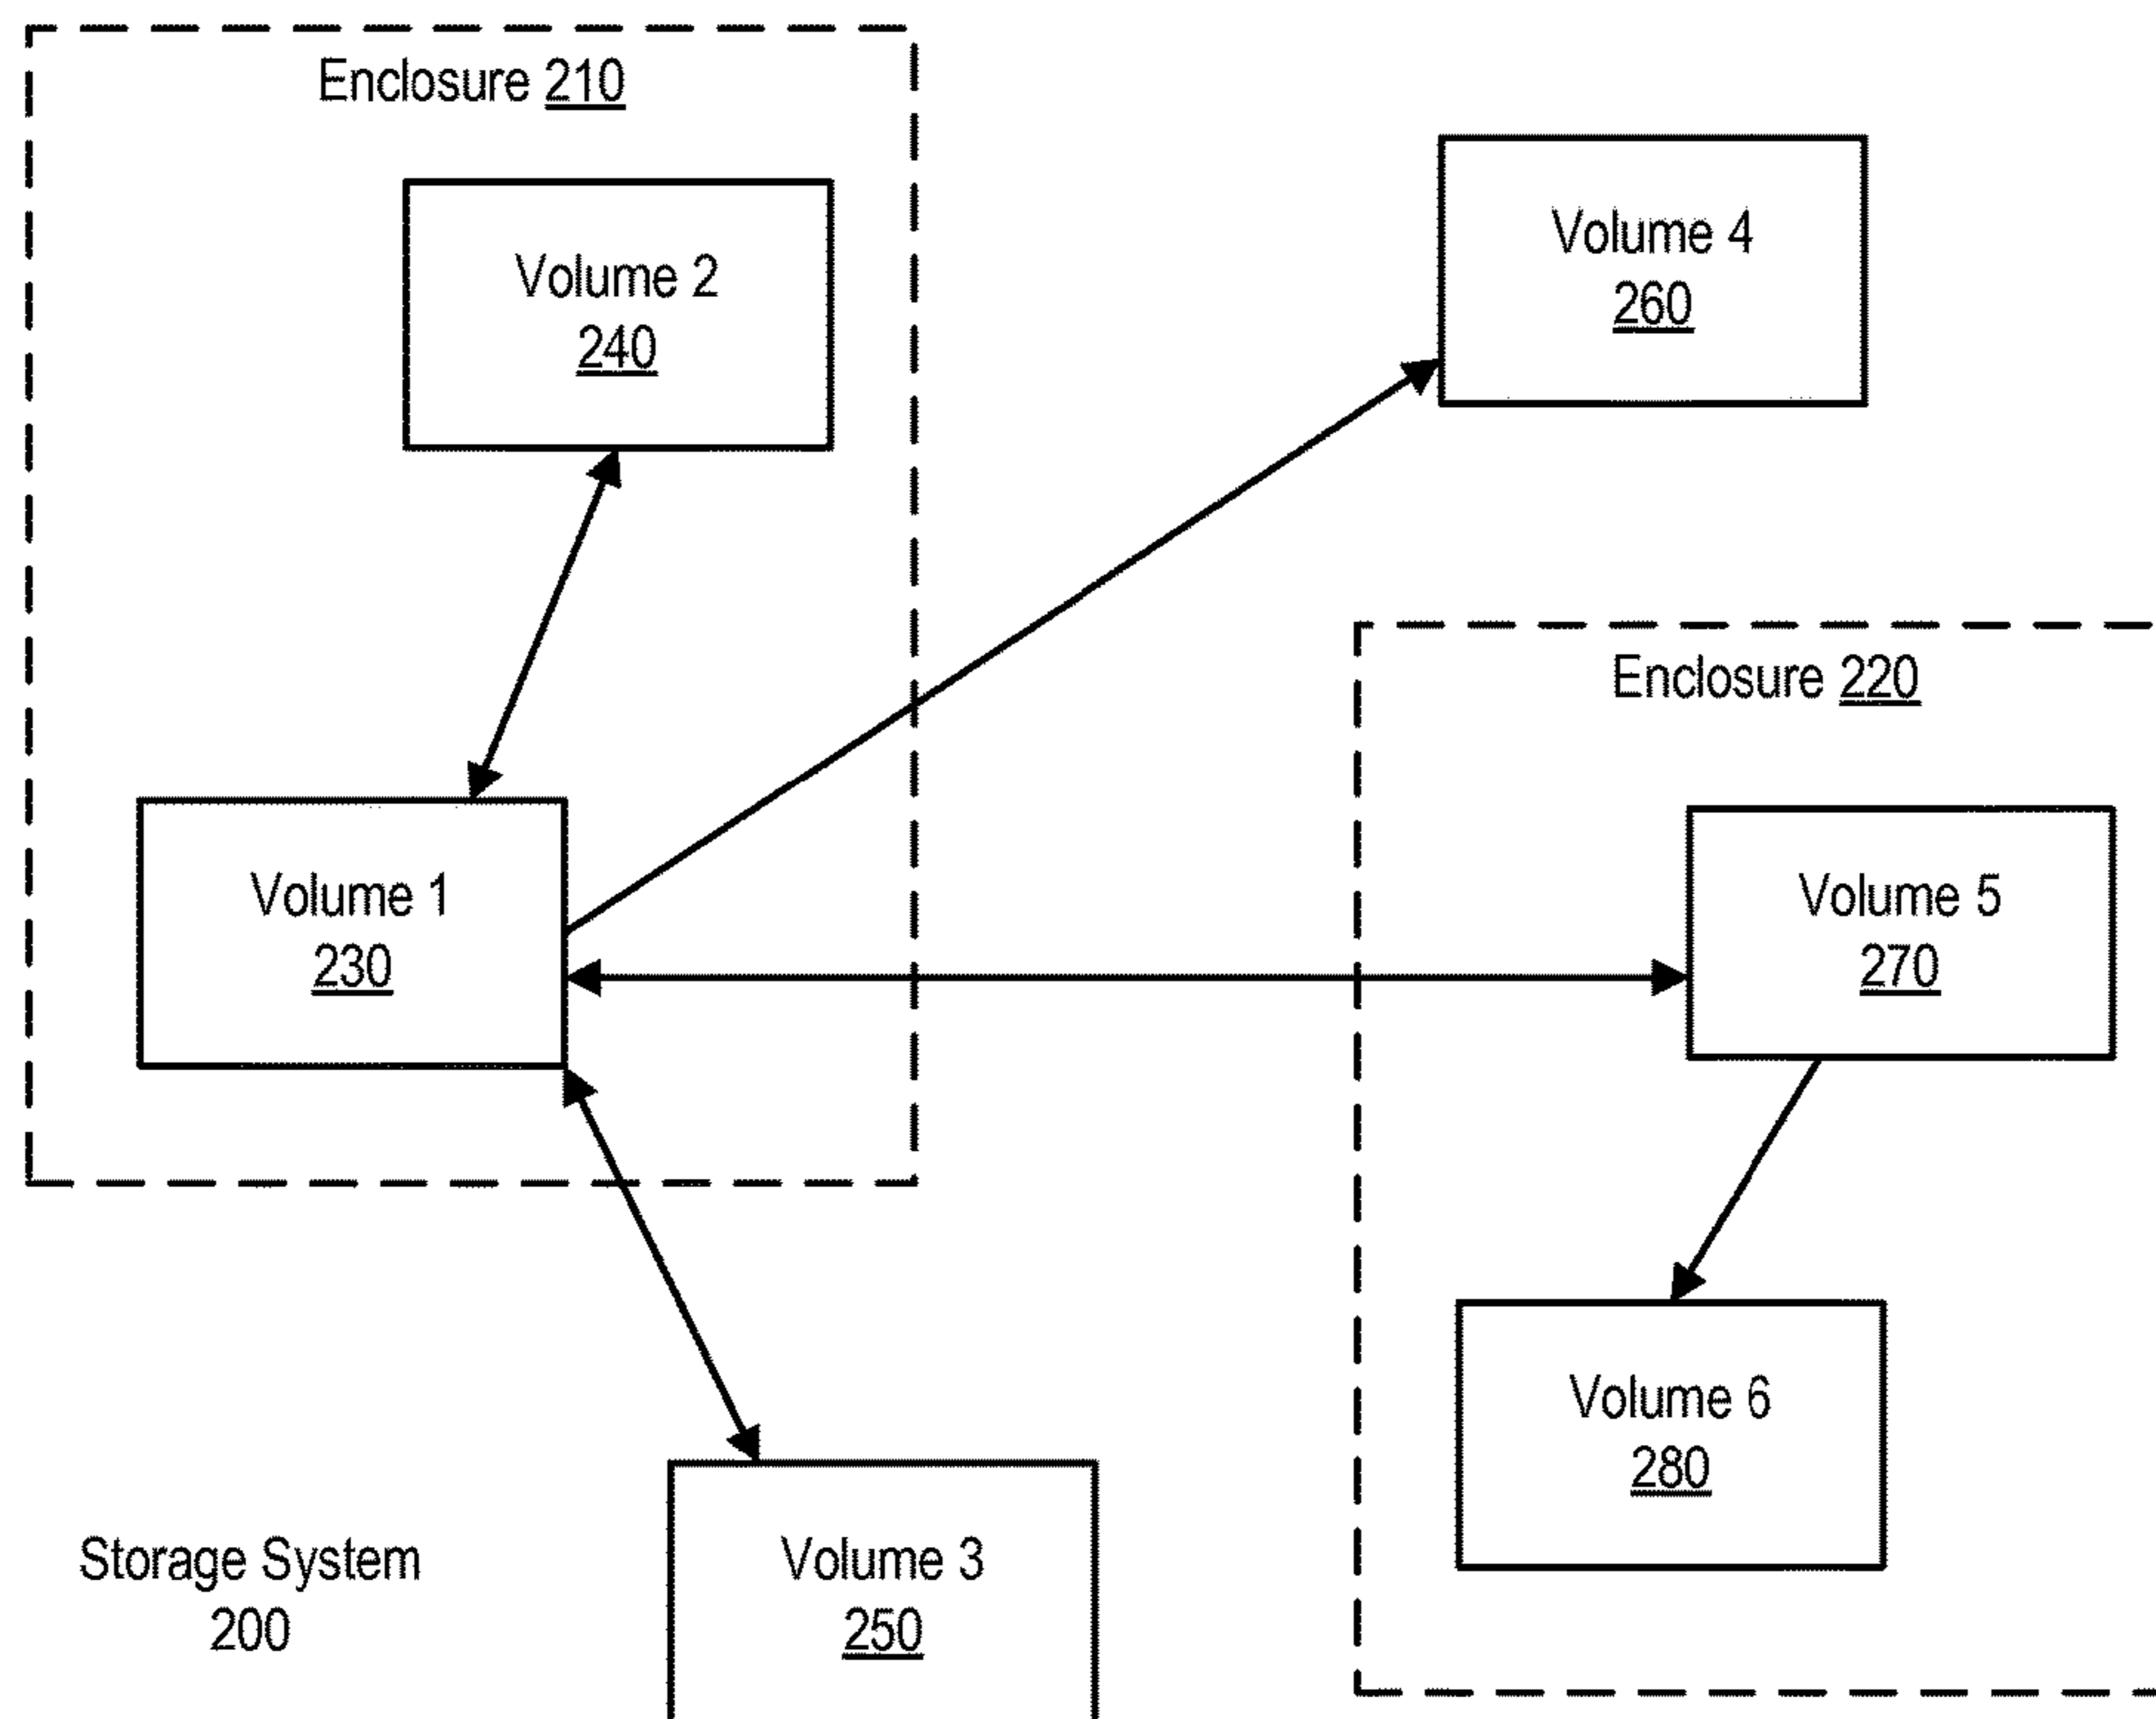 Enclosure 210
Volume 2
240
Volume 4
260
Enclosure 220
Volume 1
230
Volume 5
270
Volume 6
280
Storage System
200
Volume 3
250